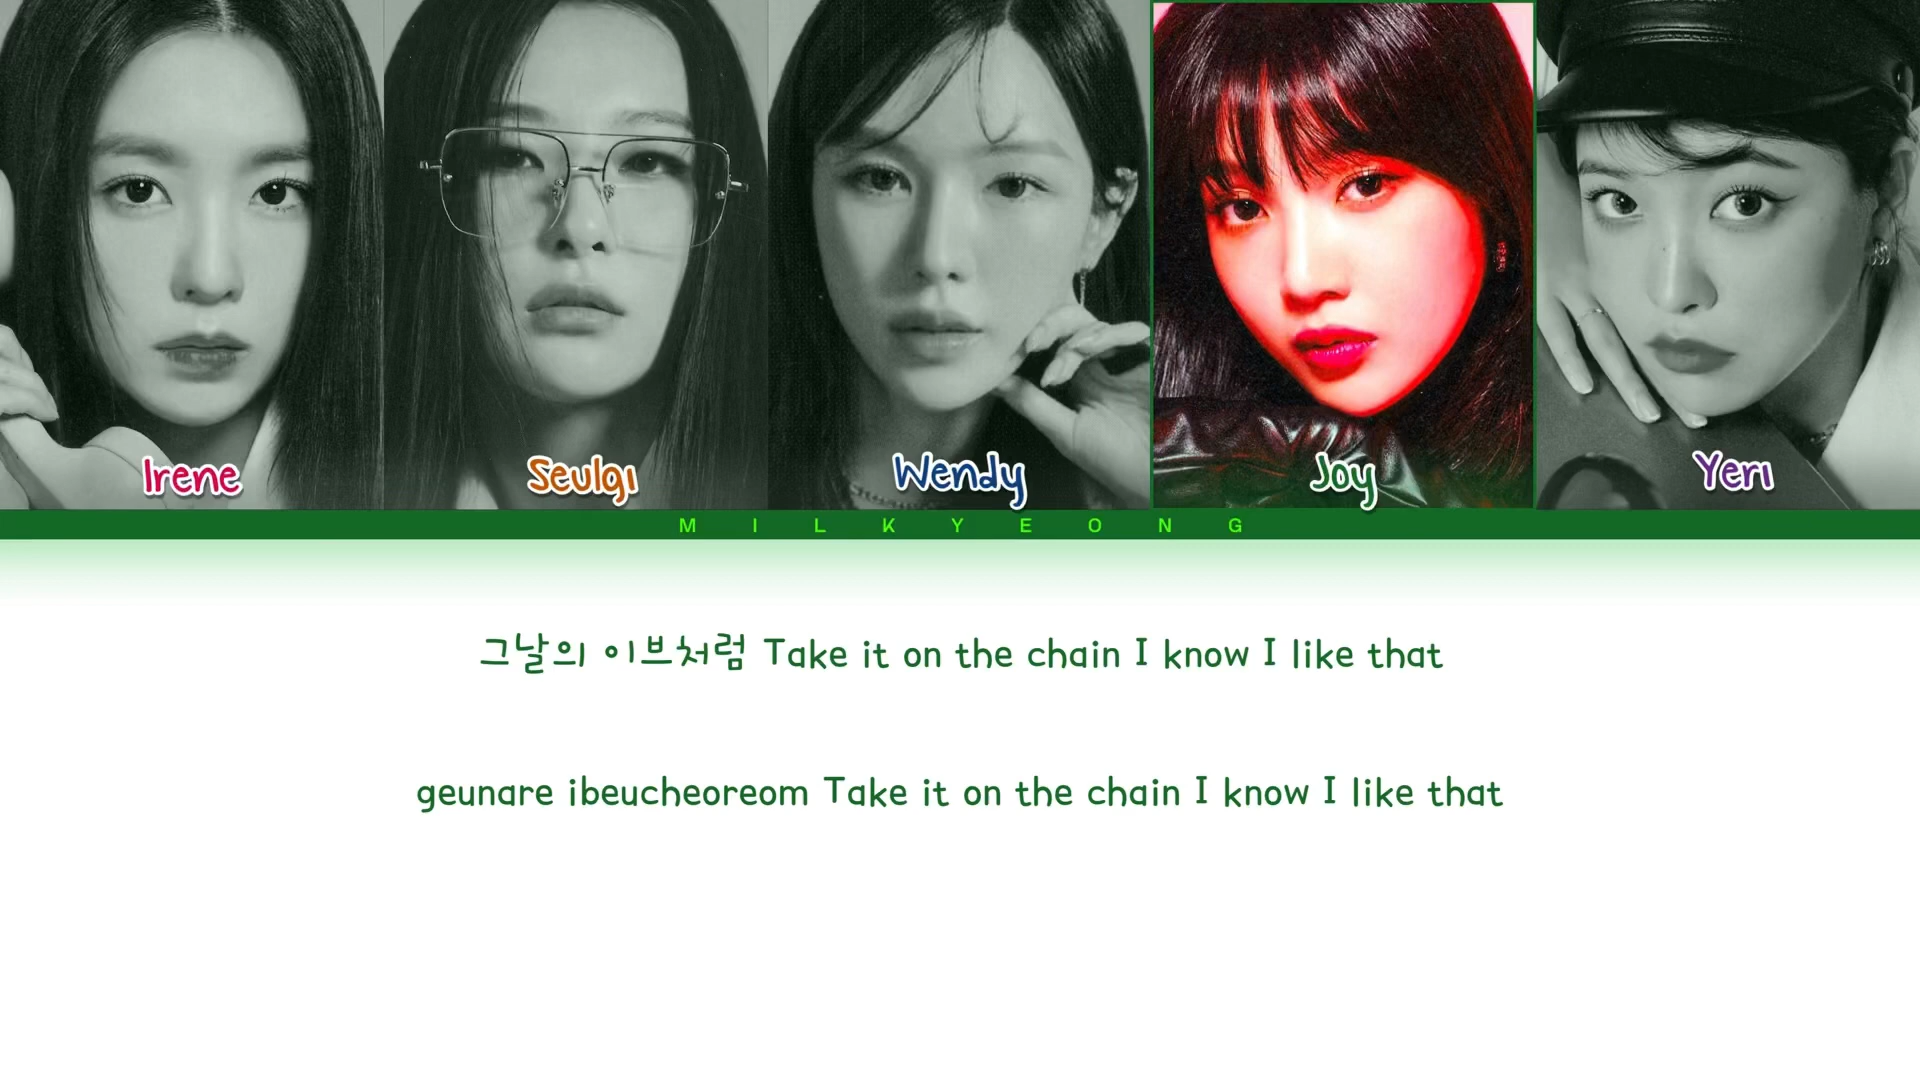 Irene
Seulgi
Wendy
Joy
Yeri
MILKYEONG
그날의 이브처럼 Take it on the chain I know I like that
geunare ibeucheoreom Take it on the chain I know I like that